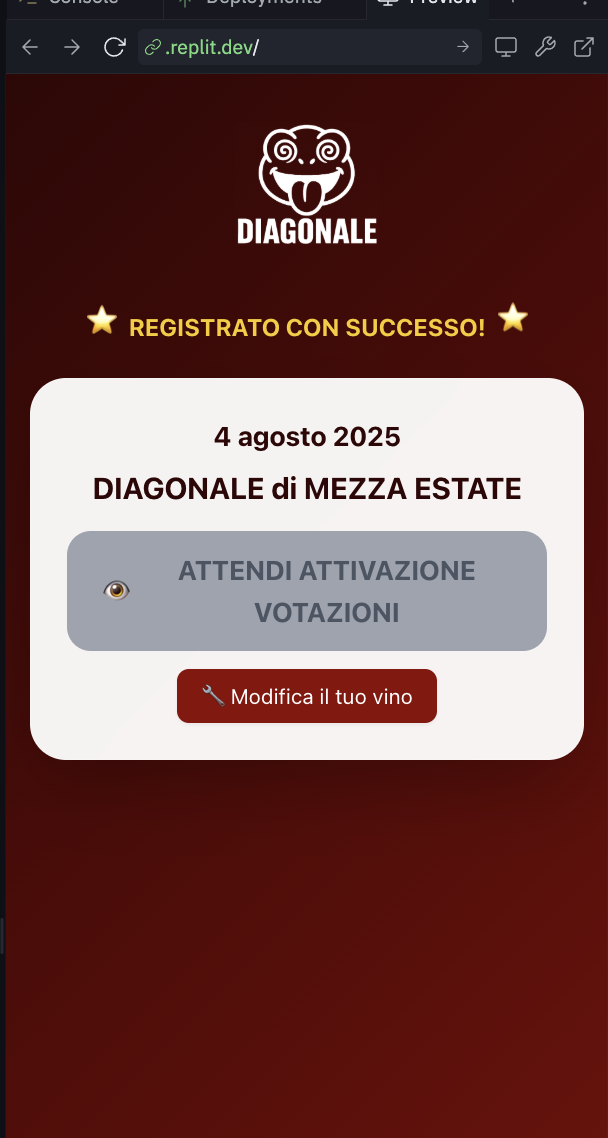 Console Deployments Preview
.replit.dev/
DIAGONALE
REGISTRATO CON SUCCESSO!
4 agosto 2025
DIAGONALE di MEZZA ESTATE
ATTENDI ATTIVAZIONE
VOTAZIONI
Modifica il tuo vino